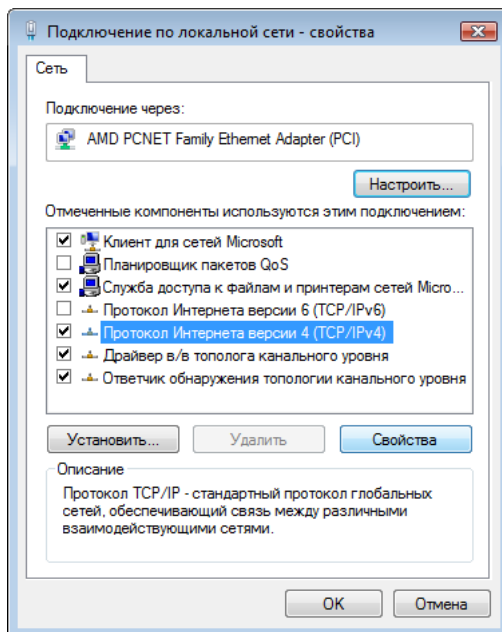 Подключение по локальной сети - свойства
Сеть
Подключение через:
AMD PCNET Family Ethernet Adapter (PCI)
Настроить...
Отмеченные компоненты используются этим подключением:
Клиент для сетей Microsoft
Планировщик пакетов QoS
Служба доступа к файлам и принтерам сетей Micro...
Протокол Интернета версии 6 (TCP/IPv6)
Протокол Интернета версии 4 (TCP/IPv4)
Драйвер в/в тополога канального уровня
Ответчик обнаружения топологии канального уровня
Установить... Удалить Свойства
Описание
Протокол TCP/IP - стандартный протокол глобальных
сетей, обеспечивающий связь между различными
взаимодействующими сетями.
OK Отмена